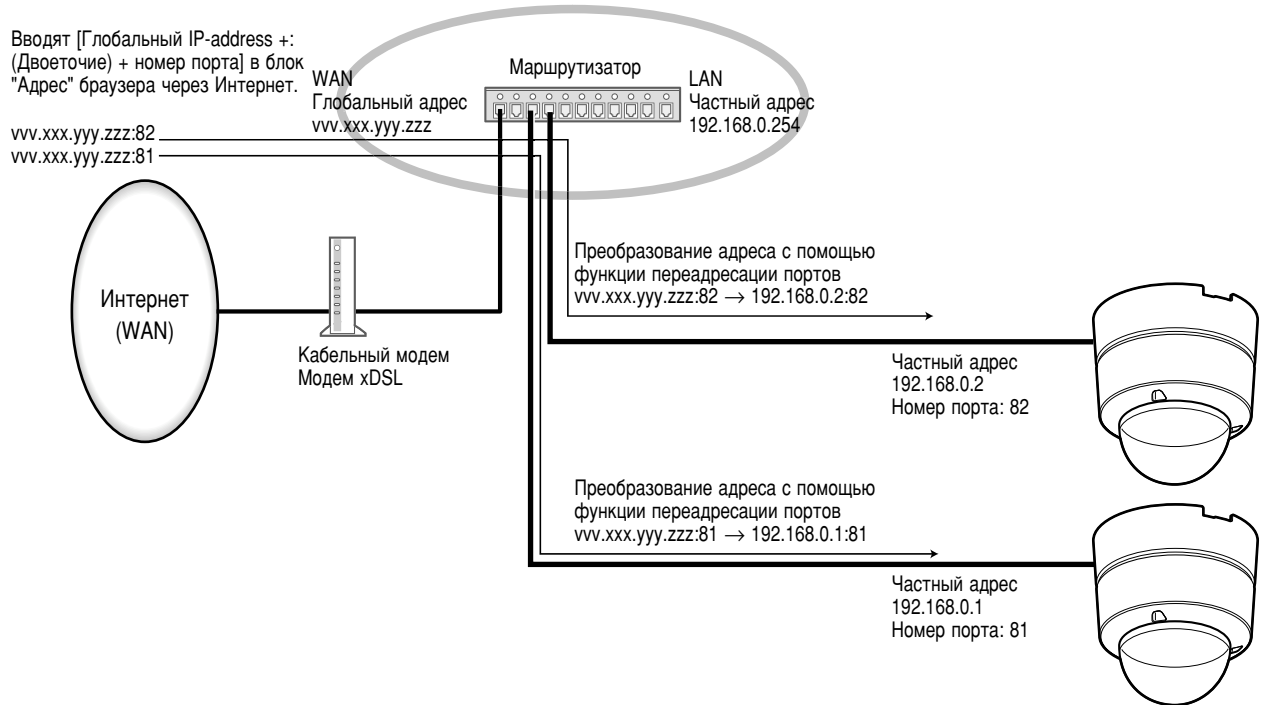 Вводят [Глобальный IP-address +:
(Двоеточие) + номер порта] в блок
"Адрес" браузера через Интернет.
vvv.xxx.yyy.zzz:82
vvv.xxx.yyy.zzz:81
WAN
Глобальный адрес
vvv.xxx.yyy.zzz
Маршрутизатор
LAN
Частный адрес
192.168.0.254
Интернет
(WAN)
Кабельный модем
Модем xDSL
Преобразование адреса с помощью
функции переадресации портов
vvv.xxx.yyy.zzz:82 → 192.168.0.2:82
Частный адрес
192.168.0.2
Номер порта: 82
Преобразование адреса с помощью
функции переадресации портов
vvv.xxx.yyy.zzz:81 → 192.168.0.1:81
Частный адрес
192.168.0.1
Номер порта: 81